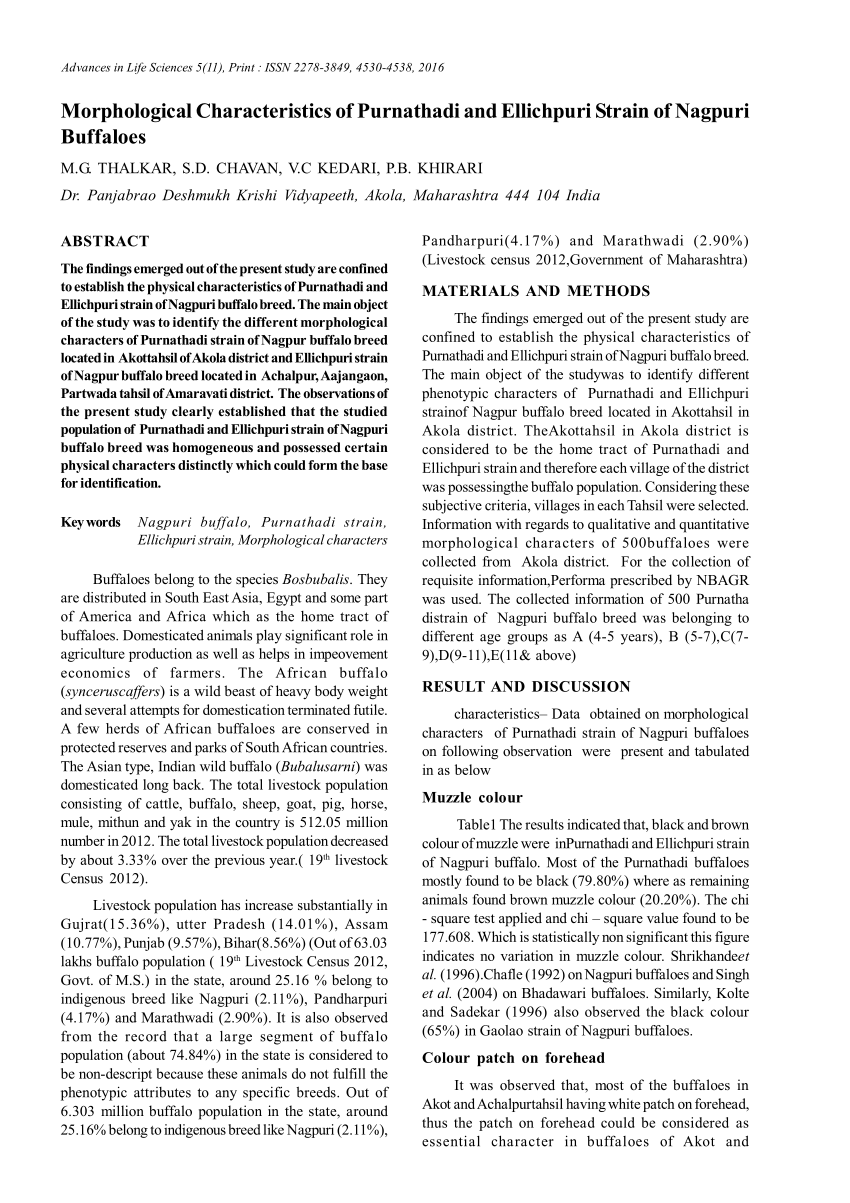 Advances in Life Sciences 5(11), Print : ISSN 2278-3849, 4530-4538, 2016
Morphological Characteristics of Purnathadi and Ellichpuri Strain of Nagpuri
Buffaloes
M.G. THALKAR, S.D. CHAVAN, V.C KEDARI, P.B. KHIRARI
Dr. Panjabrao Deshmukh Krishi Vidyapeeth, Akola, Maharashtra 444 104 India
ABSTRACT
The findings emerged out of the present study are confined
to establish the physical characteristics of Purnathadi and
Ellichpuri strain of Nagpuri buffalo breed. The main object
of the study was to identify the different morphological
characters of Purnathadi strain of Nagpur buffalo breed
located in Akottahsil of Akola district and Ellichpuri strain
of Nagpur buffalo breed located in Achalpur, Aajangaon,
Partwada tahsil of Amaravati district. The observations of
the present study clearly established that the studied
population of Purnathadi and Ellichpuri strain of Nagpuri
buffalo breed was homogeneous and possessed certain
physical characters distinctly which could form the base
for identification.
Key words Nagpuri buffalo, Purnathadi strain,
Ellichpuri strain, Morphological characters
Buffaloes belong to the species Bosbubalis. They
are distributed in South East Asia, Egypt and some part
of America and Africa which as the home tract of
buffaloes. Domesticated animals play significant role in
agriculture production as well as helps in impeovement
economics of farmers. The African buffalo
(synceruscaffers) is a wild beast of heavy body weight
and several attempts for domestication terminated futile.
A few herds of African buffaloes are conserved in
protected reserves and parks of South African countries.
The Asian type, Indian wild buffalo (Bubalusarni) was
domesticated long back. The total livestock population
consisting of cattle, buffalo, sheep, goat, pig, horse,
mule, mithun and yak in the country is 512.05 million
number in 2012. The total livestock population decreased
by about 3.33% over the previous year.( 19th livestock
Census 2012).
Livestock population has increase substantially in
Gujrat(15.36%), utter Pradesh (14.01%), Assam
(10.77%), Punjab (9.57%), Bihar(8.56%) (Out of 63.03
lakhs buffalo population ( 19th Livestock Census 2012,
Govt. of M.S.) in the state, around 25.16 % belong to
indigenous breed like Nagpuri (2.11%), Pandharpuri
(4.17%) and Marathwadi (2.90%). It is also observed
from the record that a large segment of buffalo
population (about 74.84%) in the state is considered to
be non-descript because these animals do not fulfill the
phenotypic attributes to any specific breeds. Out of
6.303 million buffalo population in the state, around
25.16% belong to indigenous breed like Nagpuri (2.11%),
Pandharpuri(4.17%) and Marathwadi (2.90%)
(Livestock census 2012,Government of Maharashtra)
MATERIALS AND METHODS
The findings emerged out of the present study are
confined to establish the physical characteristics of
Purnathadi and Ellichpuri strain of Nagpuri buffalo breed.
The main object of the studywas to identify different
phenotypic characters of Purnathadi and Ellichpuri
strainof Nagpur buffalo breed located in Akottahsil in
Akola district. TheAkottahsil in Akola district is
considered to be the home tract of Purnathadi and
Ellichpuri strain and therefore each village of the district
was possessingthe buffalo population. Considering these
subjective criteria, villages in each Tahsil were selected.
Information with regards to qualitative and quantitative
morphological characters of 500buffaloes were
collected from Akola district. For the collection of
requisite information,Performa prescribed by NBAGR
was used. The collected information of 500 Purnatha
distrain of Nagpuri buffalo breed was belonging to
different age groups as A (4-5 years), B (5-7),C(7-
9),D(9-11),E(11& above)
RESULT AND DISCUSSION
characteristics– Data obtained on morphological
characters of Purnathadi strain of Nagpuri buffaloes
on following observation were present and tabulated
in as below
Muzzle colour
Table1 The results indicated that, black and brown
colour of muzzle were inPurnathadi and Ellichpuri strain
of Nagpuri buffalo. Most of the Purnathadi buffaloes
mostly found to be black (79.80%) where as remaining
animals found brown muzzle colour (20.20%). The chi
- square test applied and chi – square value found to be
177.608. Which is statistically non significant this figure
indicates no variation in muzzle colour. Shrikhandeet
al. (1996).Chafle (1992) on Nagpuri buffaloes and Singh
et al. (2004) on Bhadawari buffaloes. Similarly, Kolte
and Sadekar (1996) also observed the black colour
(65%) in Gaolao strain of Nagpuri buffaloes.
Colour patch on forehead
It was observed that, most of the buffaloes in
Akot and Achalpurtahsil having white patch on forehead,
thus the patch on forehead could be considered as
essential character in buffaloes of Akot and